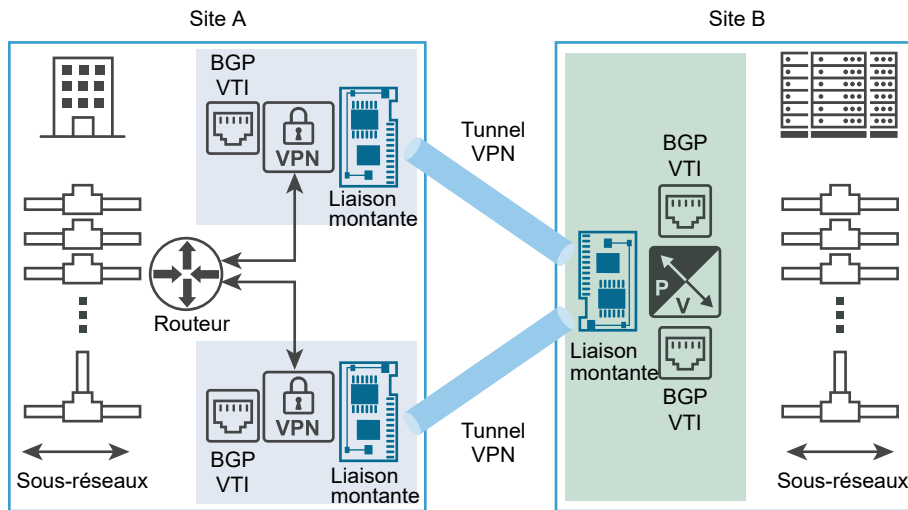 Site A
Site B
BGP
VTI
VPN
Liaison
montante
Routeur
Sous-réseaux
VPN
BGP
VTI
Liaison
montante
Tunnel
VPN
Tunnel
VPN
BGP
VTI
P
V
Liaison
montante
BGP
VTI
Sous-réseaux